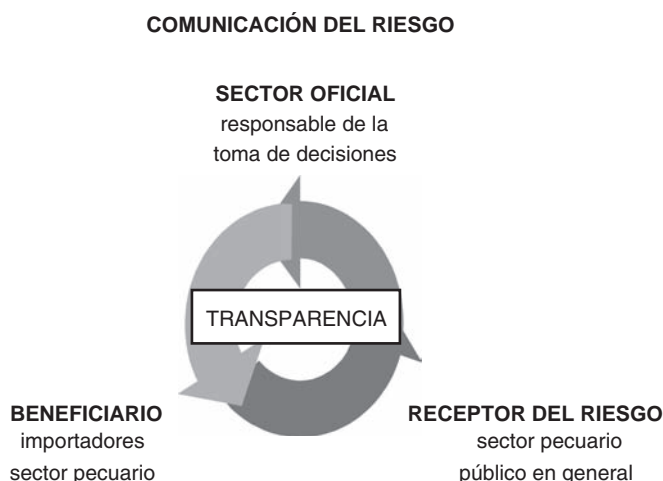 COMUNICACIÓN DEL RIESGO
SECTOR OFICIAL
responsable de la
toma de decisiones
TRANSPARENCIA
BENEFICIARIO
importadores
sector pecuario
RECEPTOR DEL RIESGO
sector pecuario
público en general